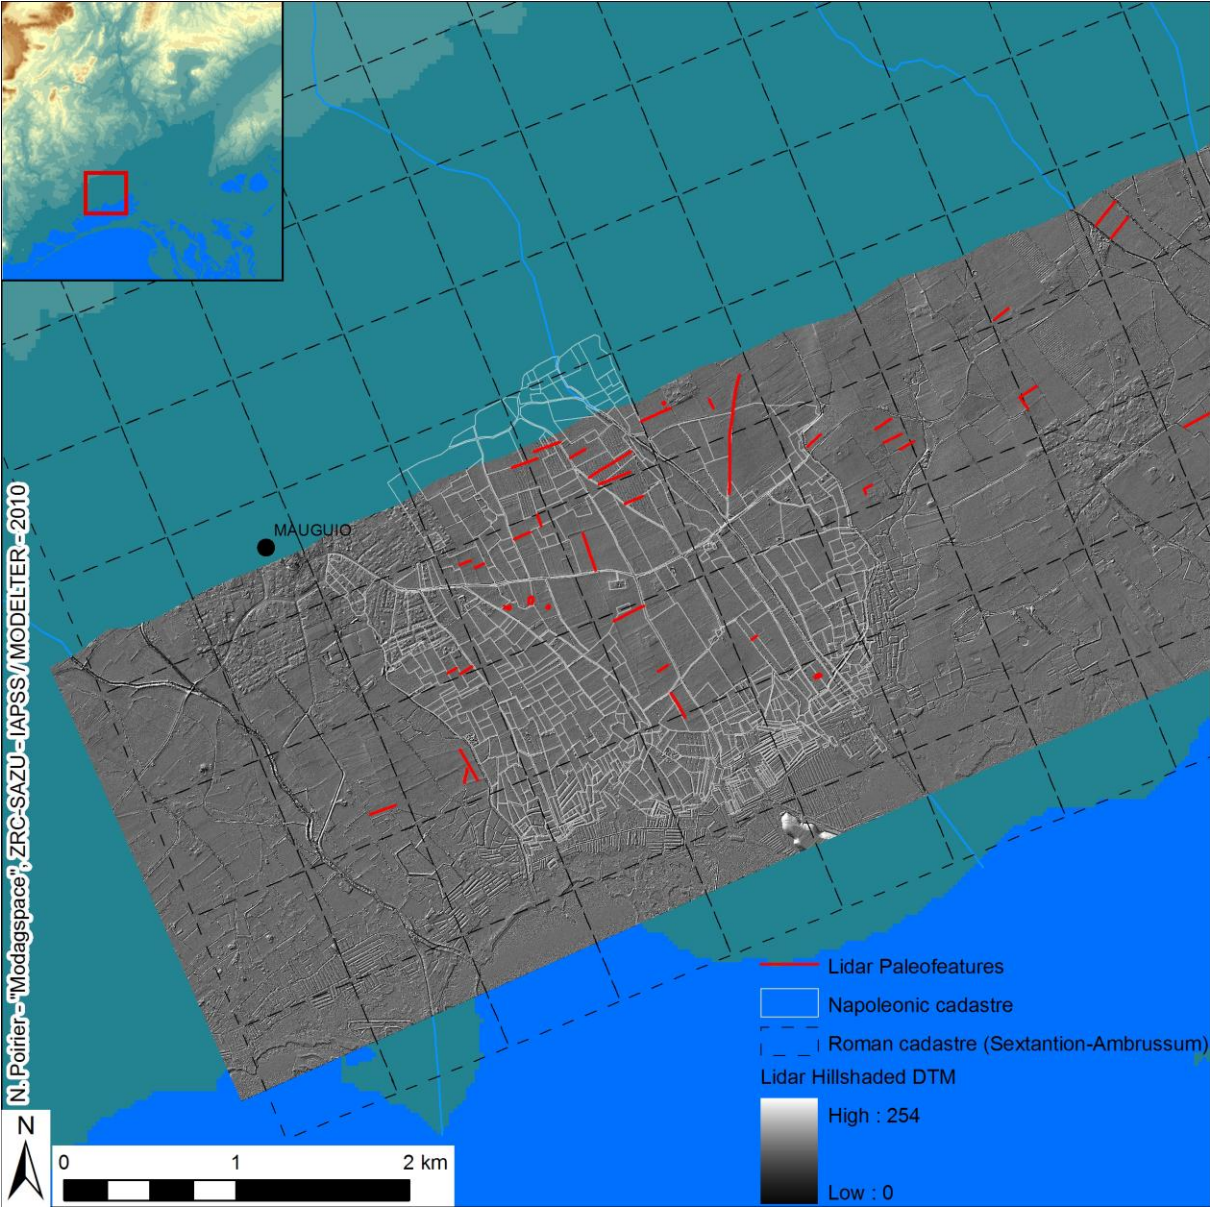 MAUGUIO
N. Poirier - "Modagspace", ZRC-SAZU - IAPSS / MODELTER - 2010
Lidar Paleofeatures
Napoleonic cadastre
Roman cadastre (Sextantion-Ambrussum)
Lidar Hillshaded DTM
High : 254
Low : 0
N
0 1 2 km